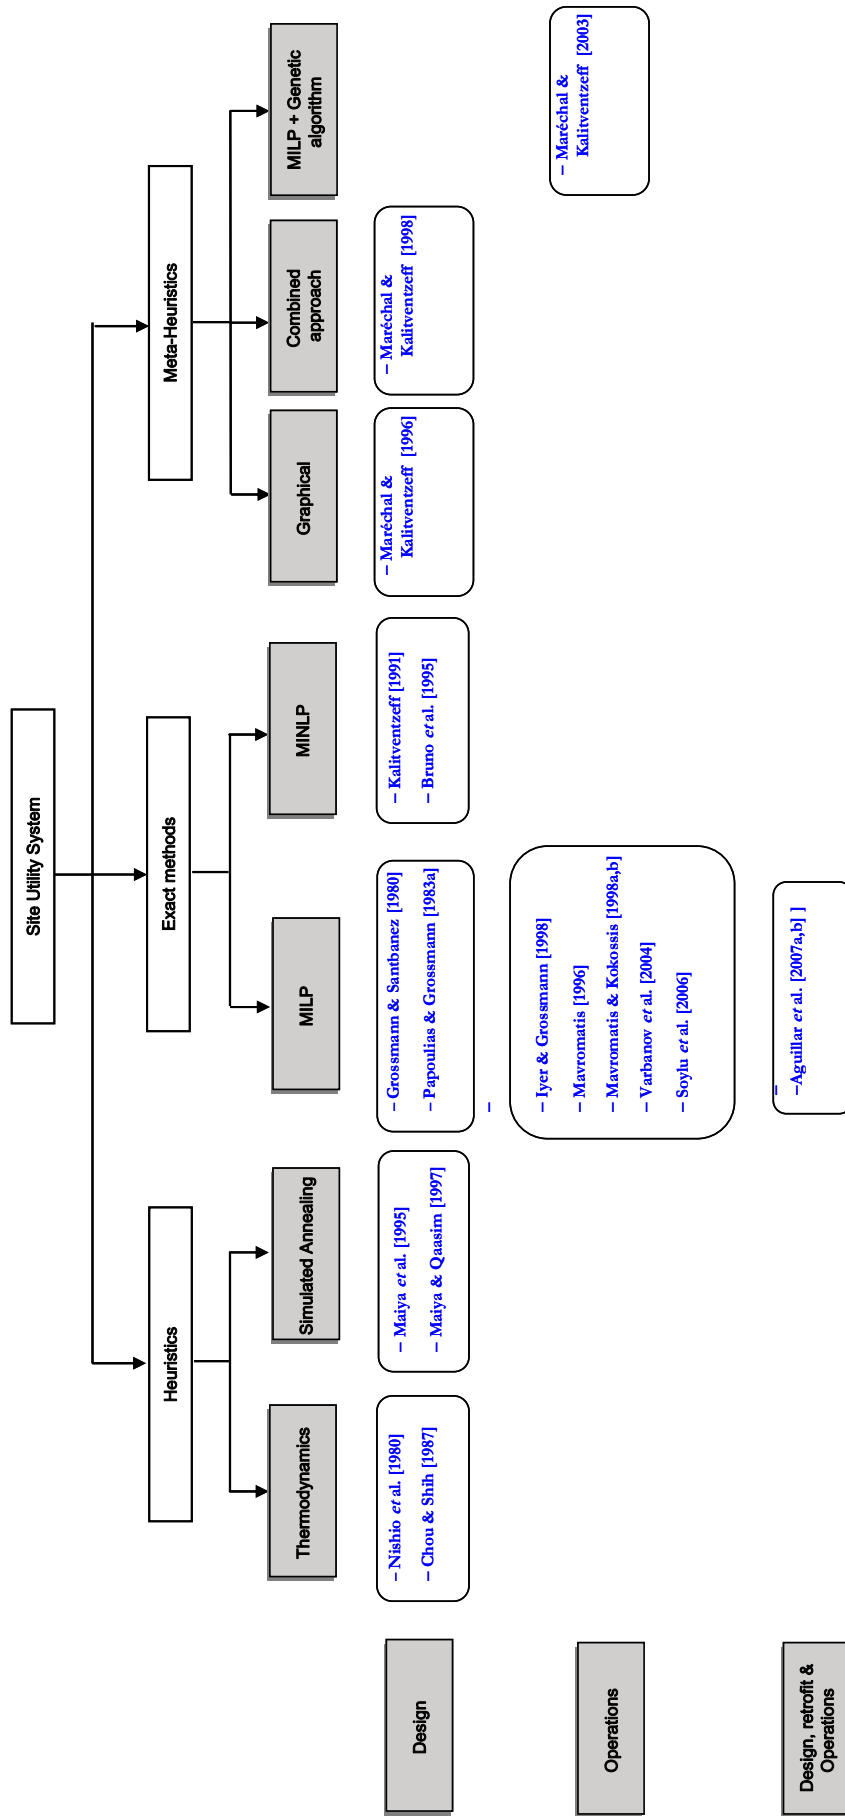 Site Utility System
Heuristics
Exact methods
Meta-Heuristics
Thermodynamics
Simulated Annealing
MILP
MINLP
Graphical
Combined
approach
MILP + Genetic
algorithm
Design
– Nishio et al. [1980]
– Chou & Shih [1987]
– Maiya et al. [1995]
– Maiya & Qaasim [1997]
– Grossmann & Santbanez [1980]
– Papoulias & Grossmann [1983a]
–
– Kalitventzeff [1991]
– Bruno et al. [1995]
– Maréchal &
Kalitventzeff [1996]
– Maréchal &
Kalitventzeff [1998]
Operations
– Iyer & Grossmann [1998]
– Mavromatis [1996]
– Mavromatis & Kokossis [1998a,b]
– Varbanov et al. [2004]
– Soylu et al. [2006]
– Maréchal &
Kalitventzeff [2003]
Design, retrofit &
Operations
–
–Aguillar et al. [2007a,b] ]